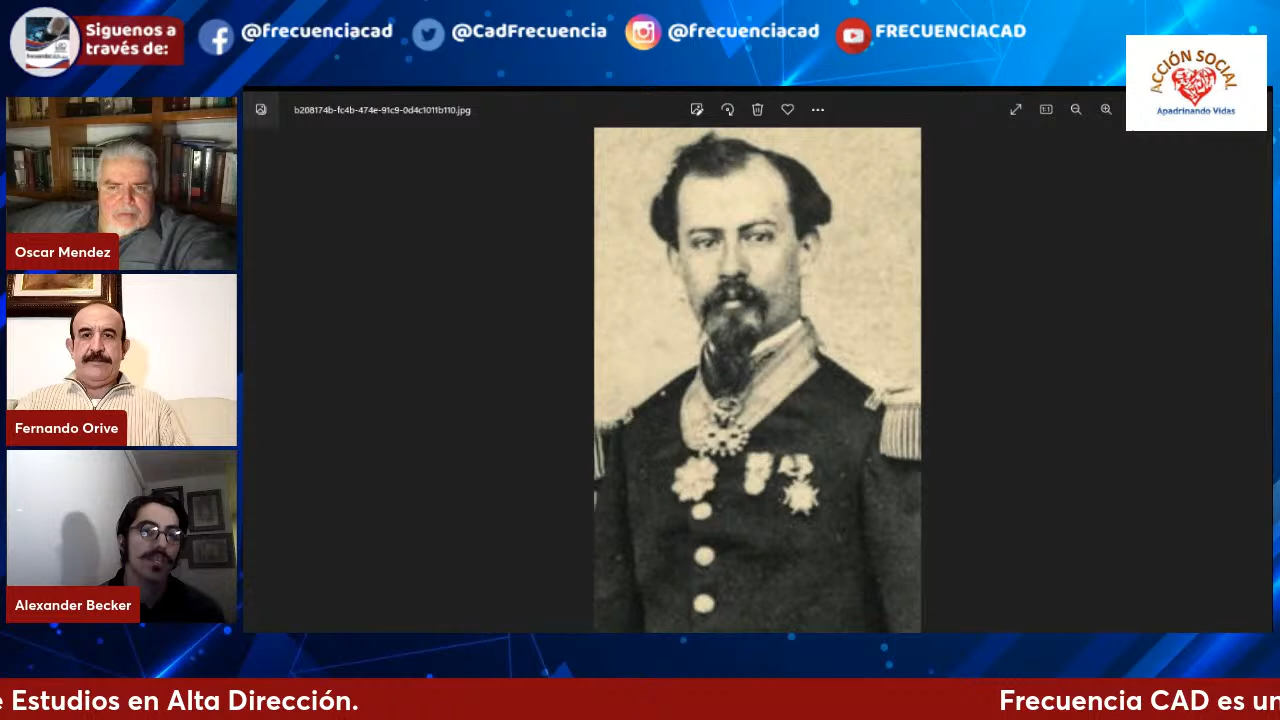 Siguenos a
través de:
@frecuenciacad
@CadFrecuencia
@frecuenciacad
FRECUENCIACAD
ACCIÓN SOCIAL
Apadrinando Vidas
b208174b-fc4b-474e-91c9-0d4c1011b110.jpg
Oscar Mendez
Fernando Orive
Alexander Becker
e Estudios en Alta Dirección.
Frecuencia CAD es un